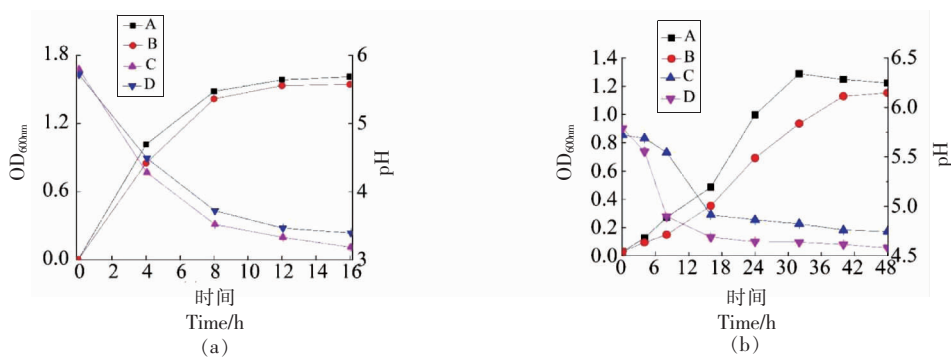 A
B
C
D
1.8
1.2
0.6
0.0
OD600nm
6
5
4
3
pH
0 2 4 6 8 10 12 14 16
时间
Time/h
(a)
A
B
C
D
1.4
1.2
1.0
0.8
0.6
0.4
0.2
0.0
OD600nm
6.5
6.0
5.5
5.0
4.5
pH
0 6 12 18 24 30 36 42 48
时间
Time/h
(b)